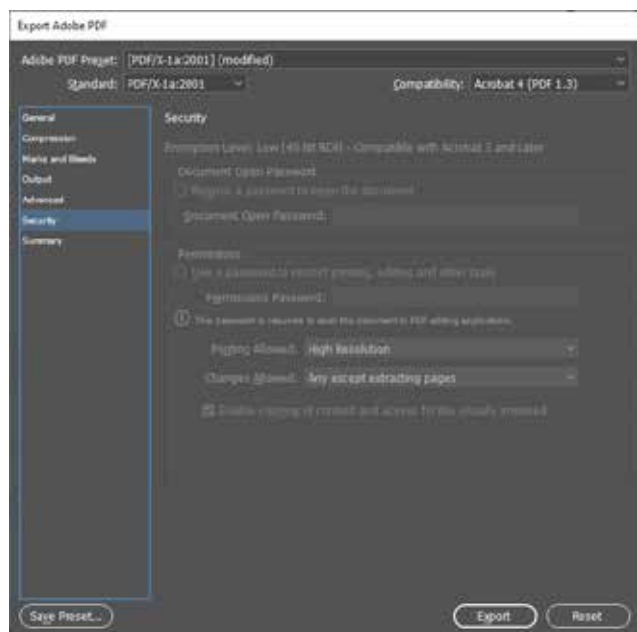 Export Adobe PDF
Adobe PDF Preset: [PDF/X-1a:2001] (modified)
Standard: PDF/X-1a:2001 Compatibility: Acrobat 4 (PDF 1.3)
General
Compression
Marks and Bleeds
Output
Advanced
Security
Summary
Security
Encryption Level: Low (40-bit RC4) - Compatible with Acrobat 3 and Later
Document Open Password
Require a password to open the document
Document Open Password:
Permissions
Use a password to restrict printing, editing and other tasks
Permissions Password:
This password is required to open the document in PDF editing applications.
Printing Allowed: High Resolution
Changes Allowed: Any except extracting pages
Enable copying of content and access for the visually impaired
Save Preset... Export Reset